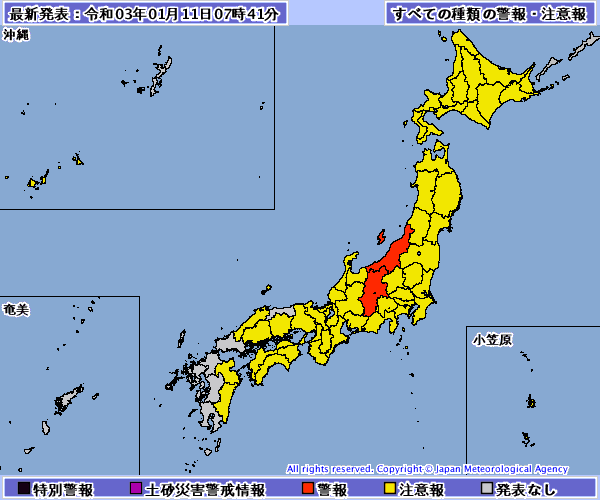 最新発表：令和03年01月11日07時41分
すべての種類の警報・注意報
沖縄
奄美
小笠原
All rights reserved. Copyright © Japan Meteorological Agency
特別警報 土砂災害警戒情報 警報 注意報 発表なし